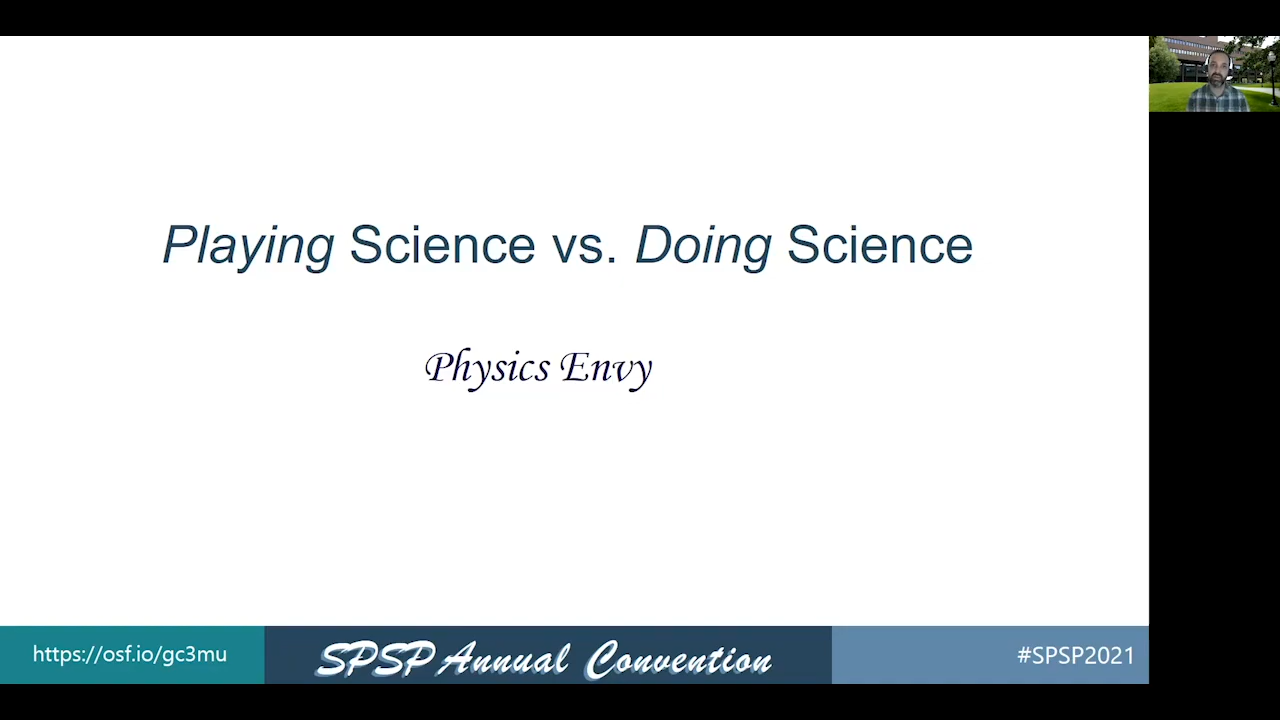 Playing Science vs. Doing Science
Physics Envy
https://osf.io/gc3mu
SPSP Annual Convention
#SPSP2021